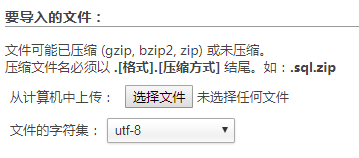 要导入的文件：
文件可能已压缩 (gzip, bzip2, zip) 或未压缩。
压缩文件名必须以 .[格式].[压缩方式] 结尾。如：.sql.zip
从计算机中上传： 选择文件 未选择任何文件
文件的字符集： utf-8